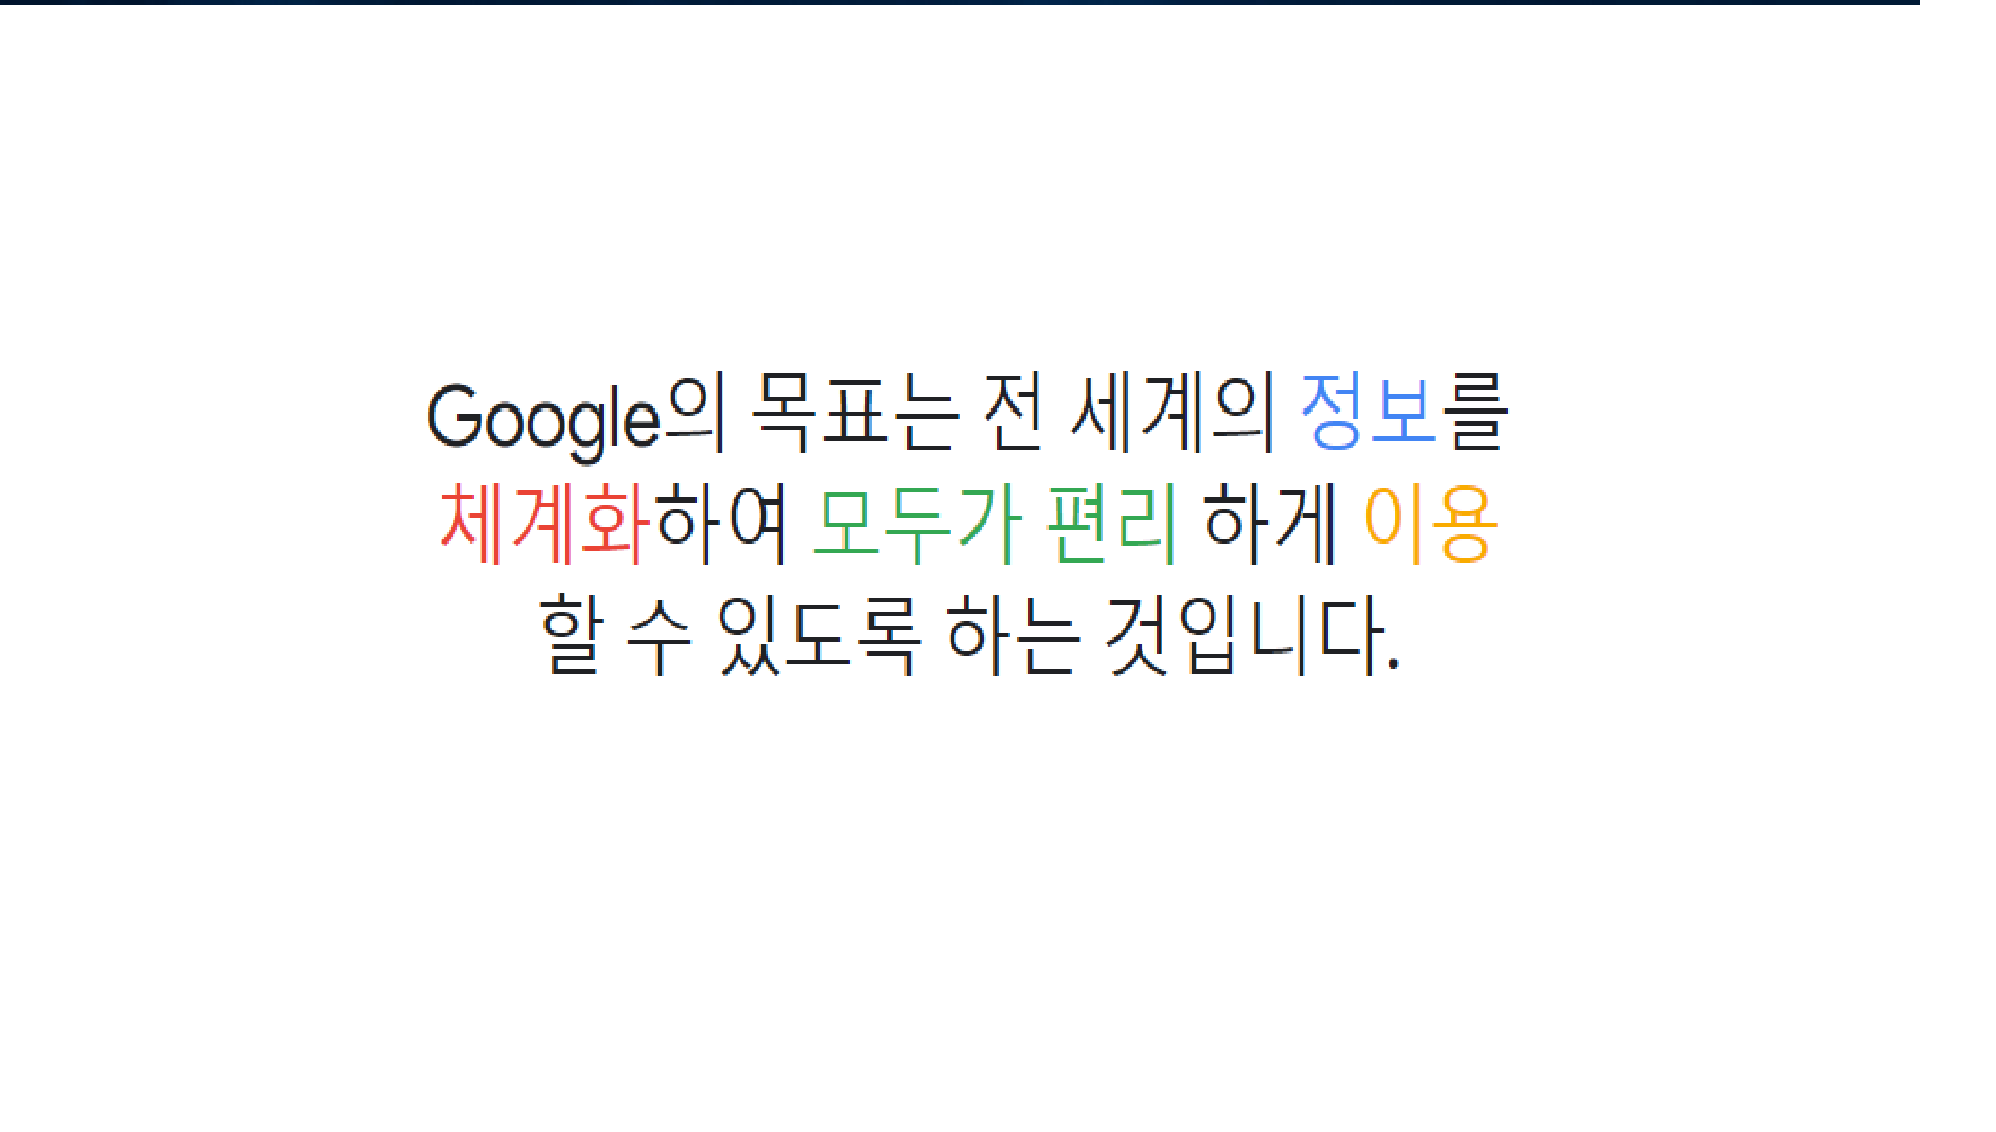 Google의 목표는 전 세계의 정보를
체계화하여 모두가 편리 하게 이용
할 수 있도록 하는 것입니다.